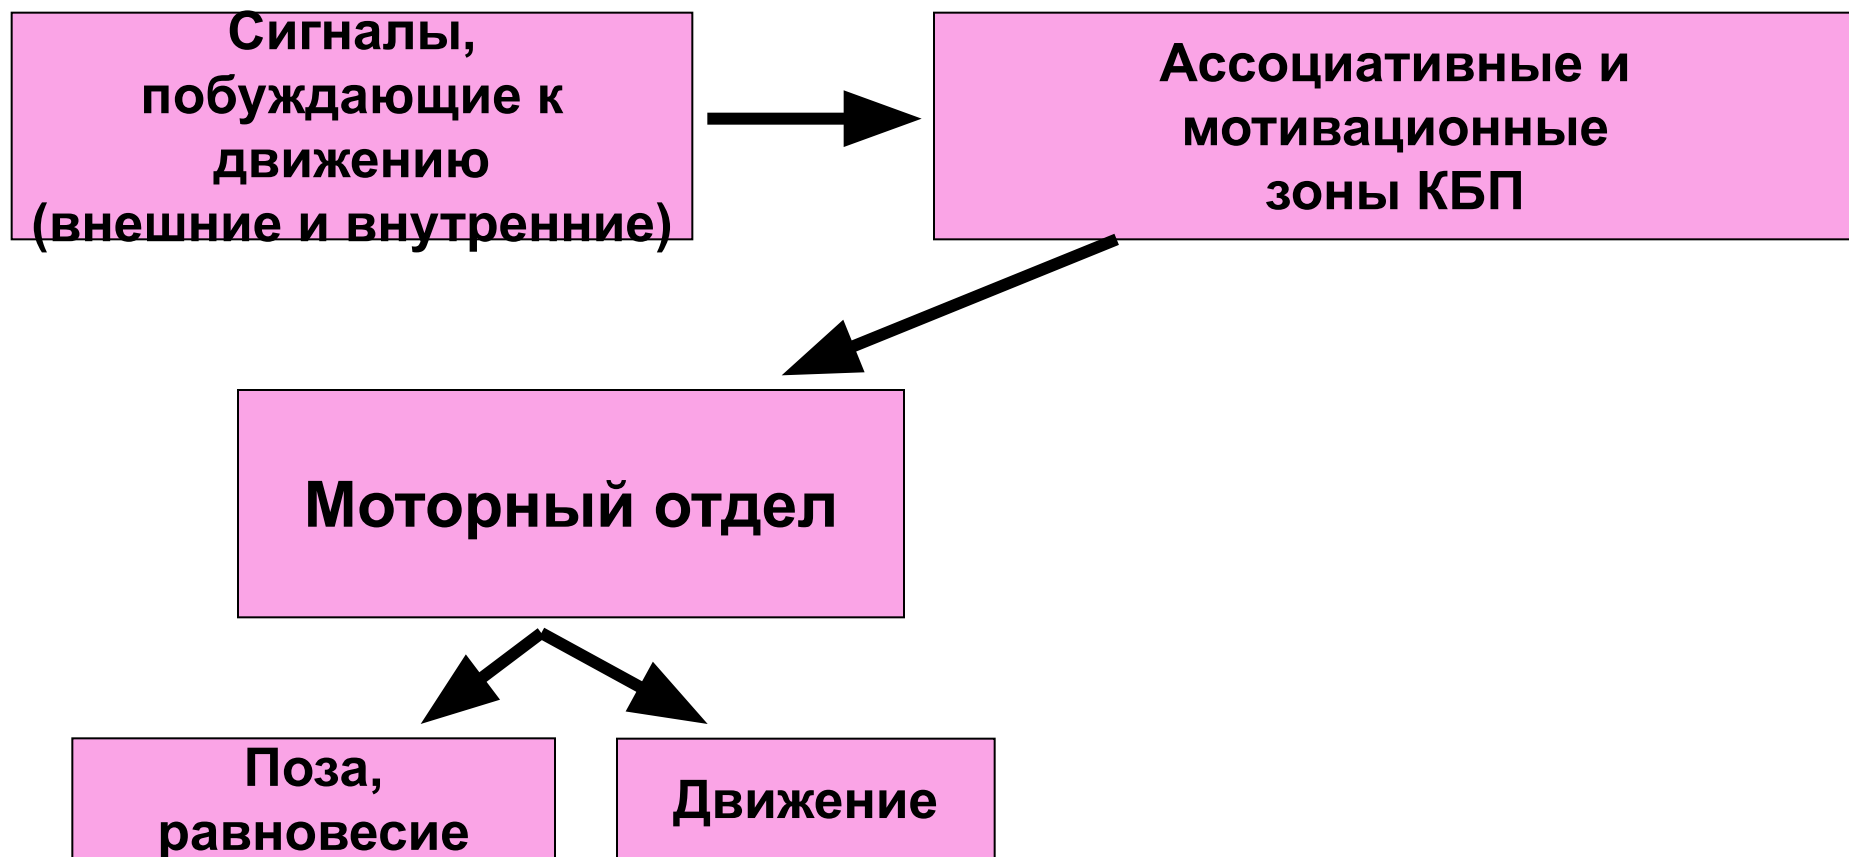 Сигналы,
побуждающие к
движению
(внешние и внутренние)
Ассоциативные и
мотивационные
зоны КБП
Моторный отдел
Поза,
равновесие
Движение